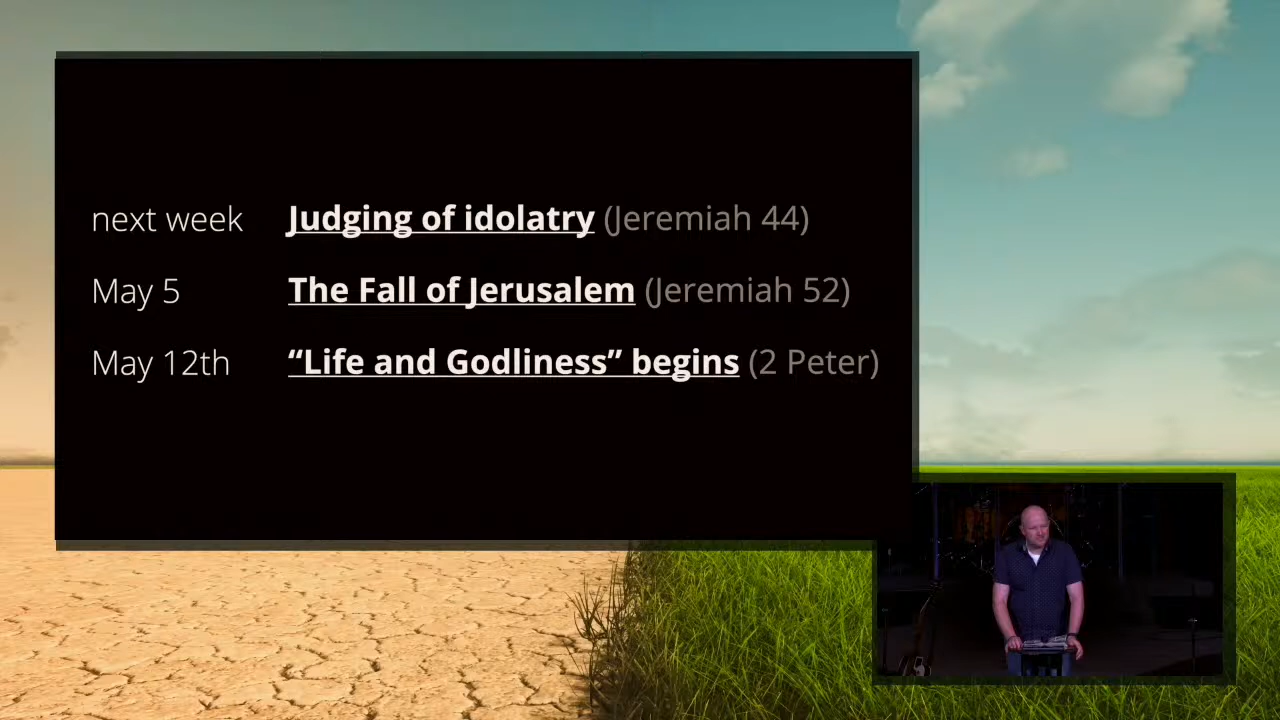 next week Judging of idolatry (Jeremiah 44)
May 5 The Fall of Jerusalem (Jeremiah 52)
May 12th “Life and Godliness” begins (2 Peter)